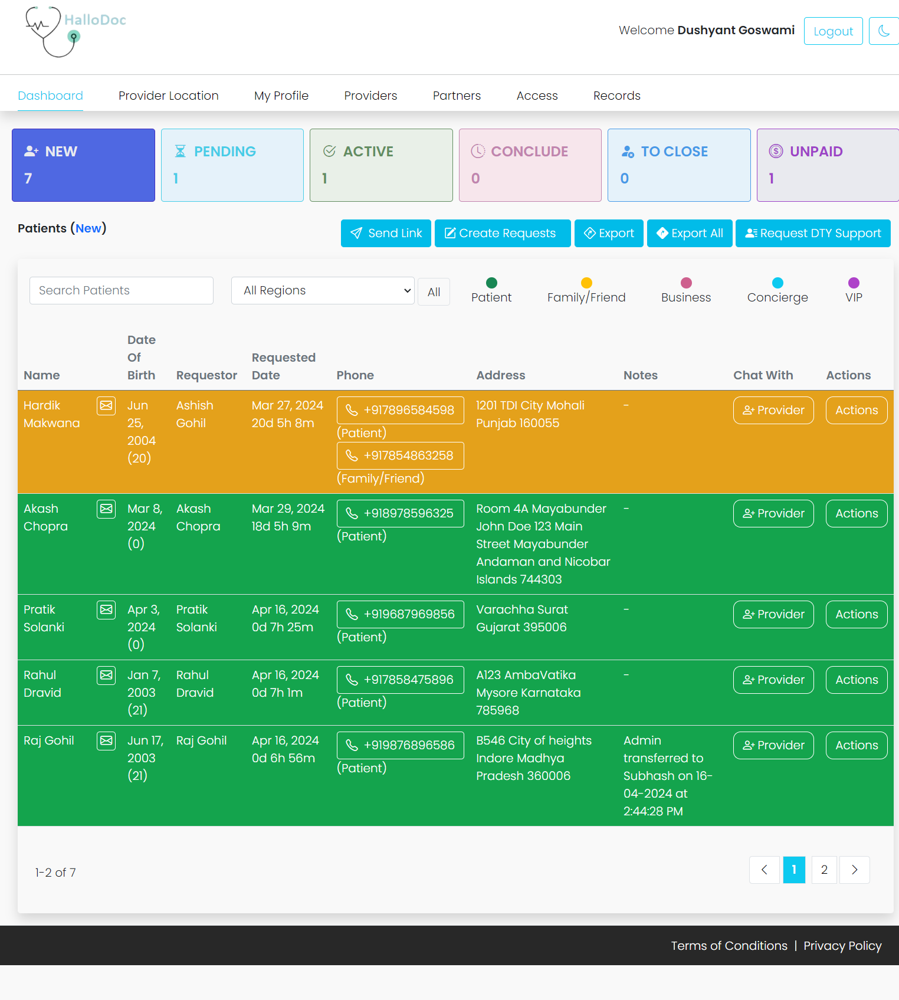 HalloDoc
Welcome Dushyant Goswami
Logout
Dashboard Provider Location My Profile Providers Partners Access Records
NEW
7
PENDING
1
ACTIVE
1
CONCLUDE
0
TO CLOSE
0
UNPAID
1
Patients (New)
Send Link Create Requests Export Export All Request DTY Support
Search Patients All Regions All
Patient Family/Friend Business Concierge VIP
Name
Date
Of
Birth
Requestor
Requested
Date
Phone
Address
Notes
Chat With
Actions
Hardik
Makwana
Jun
25,
2004
(20)
Ashish
Gohil
Mar 27, 2024
20d 5h 8m
+917896584598
(Patient)
+917854863258
(Family/Friend)
1201 TDI City Mohali
Punjab 160055
-
Provider
Actions
Akash
Chopra
Mar 8,
2024
(0)
Akash
Chopra
Mar 29, 2024
18d 5h 9m
+918978596325
(Patient)
Room 4A Mayabunder
John Doe 123 Main
Street Mayabunder
Andaman and Nicobar
Islands 744303
-
Provider
Actions
Pratik
Solanki
Apr 3,
2024
(0)
Pratik
Solanki
Apr 16, 2024
0d 7h 25m
+919687969856
(Patient)
Varachha Surat
Gujarat 395006
-
Provider
Actions
Rahul
Dravid
Jan 7,
2003
(21)
Rahul
Dravid
Apr 16, 2024
0d 7h 1m
+917858475896
(Patient)
A123 AmbaVatika
Mysore Karnataka
785968
-
Provider
Actions
Raj Gohil
Jun 17,
2003
(21)
Raj Gohil
Apr 16, 2024
0d 6h 56m
+919876896586
(Patient)
B546 City of heights
Indore Madhya
Pradesh 360006
Admin
transferred to
Subhash on 16-
04-2024 at
2:44:28 PM
Provider
Actions
1-2 of 7
1 2
Terms of Conditions | Privacy Policy